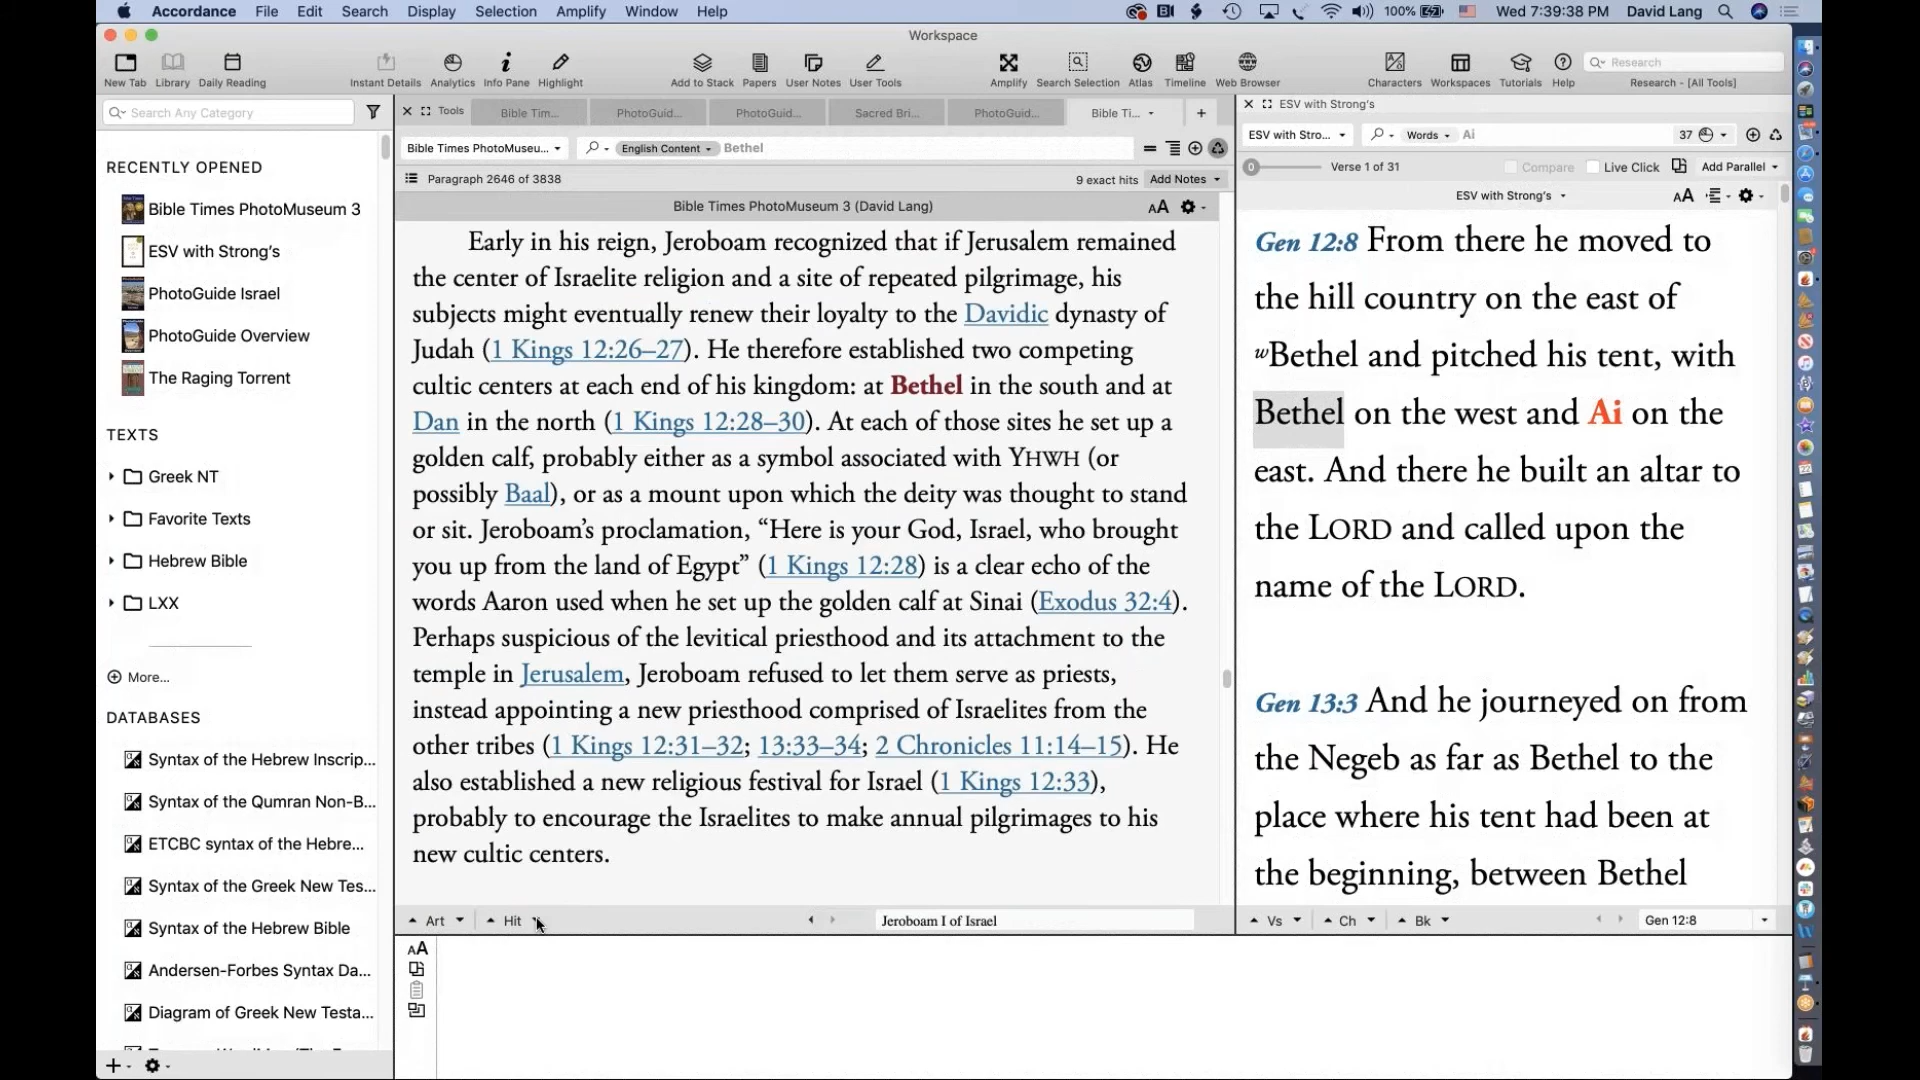 Accordance File Edit Search Display Selection Amplify Window Help
100% Wed 7:39:38 PM David Lang
Workspace
New Tab Library Daily Reading Instant Details Analytics Info Pane Highlight Add to Stack Papers User Notes User Tools Amplify Search Selection Atlas Timeline Web Browser Characters Workspaces Tutorials Help Research
Research - [All Tools]
Search Any Category
RECENTLY OPENED
Bible Times PhotoMuseum 3
ESV with Strong's
PhotoGuide Israel
PhotoGuide Overview
The Raging Torrent
TEXTS
Greek NT
Favorite Texts
Hebrew Bible
LXX
More...
DATABASES
Syntax of the Hebrew Inscrip...
Syntax of the Qumran Non-B...
ETCBC syntax of the Hebre...
Syntax of the Greek New Tes...
Syntax of the Hebrew Bible
Andersen-Forbes Syntax Da...
Diagram of Greek New Testa...
Tools Bible Tim... PhotoGuid... PhotoGuid... Sacred Bri... PhotoGuid... Bible Ti...
Bible Times PhotoMuseu... English Content Bethel
Paragraph 2646 of 3838 9 exact hits Add Notes
Bible Times PhotoMuseum 3 (David Lang) AA
Early in his reign, Jeroboam recognized that if Jerusalem remained
the center of Israelite religion and a site of repeated pilgrimage, his
subjects might eventually renew their loyalty to the Davidic dynasty of
Judah (1 Kings 12:26–27). He therefore established two competing
cultic centers at each end of his kingdom: at Bethel in the south and at
Dan in the north (1 Kings 12:28–30). At each of those sites he set up a
golden calf, probably either as a symbol associated with YHWH (or
possibly Baal), or as a mount upon which the deity was thought to stand
or sit. Jeroboam’s proclamation, “Here is your God, Israel, who brought
you up from the land of Egypt” (1 Kings 12:28) is a clear echo of the
words Aaron used when he set up the golden calf at Sinai (Exodus 32:4).
Perhaps suspicious of the levitical priesthood and its attachment to the
temple in Jerusalem, Jeroboam refused to let them serve as priests,
instead appointing a new priesthood comprised of Israelites from the
other tribes (1 Kings 12:31–32; 13:33–34; 2 Chronicles 11:14–15). He
also established a new religious festival for Israel (1 Kings 12:33),
probably to encourage the Israelites to make annual pilgrimages to his
new cultic centers.
Art Hit Jeroboam I of Israel
AA
ESV with Strong's
ESV with Stro... Words Ai 37
0 Verse 1 of 31 Compare Live Click Add Parallel
ESV with Strong's AA
Gen 12:8 From there he moved to
the hill country on the east of
wBethel and pitched his tent, with
Bethel on the west and Ai on the
east. And there he built an altar to
the LORD and called upon the
name of the LORD.
Gen 13:3 And he journeyed on from
the Negeb as far as Bethel to the
place where his tent had been at
the beginning, between Bethel
Vs Ch Bk Gen 12:8